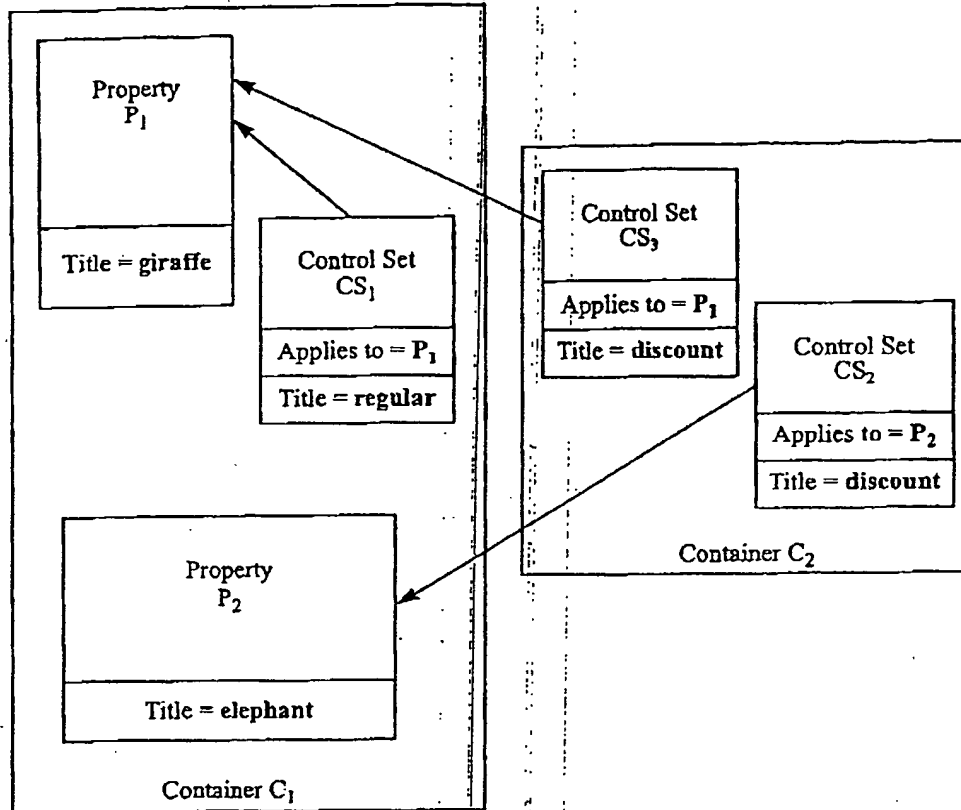 Property
P₁
Title = giraffe
Control Set
CS₁
Applies to = P₁
Title = regular
Property
P₂
Title = elephant
Container C₁
Control Set
CS₃
Applies to = P₁
Title = discount
Control Set
CS₂
Applies to = P₂
Title = discount
Container C₂